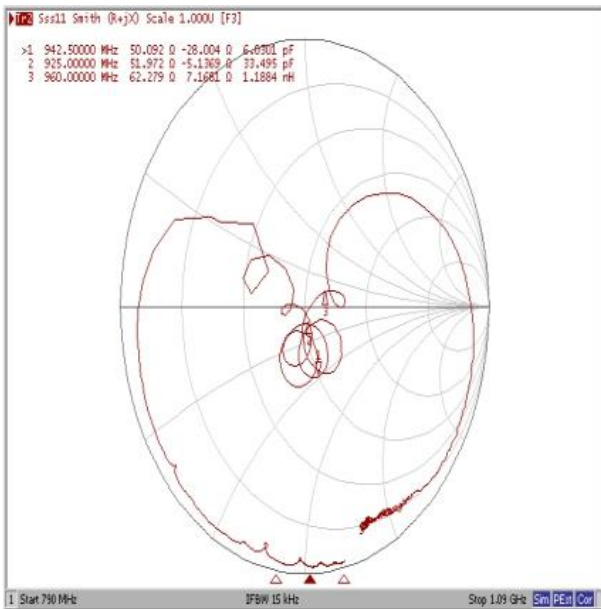 Tr2 Sss11 Smith (R+jX) Scale 1.000U [F3]
>1 942.50000 MHz 50.092 Ω -28.004 Ω 6.0301 pF
2 925.00000 MHz 51.972 Ω -5.1369 Ω 33.495 pF
3 960.00000 MHz 62.279 Ω 7.1681 Ω 1.1884 nH
3
1 Start 790 MHz IFBW 15 kHz Stop 1.09 GHz Sim PExt Cor